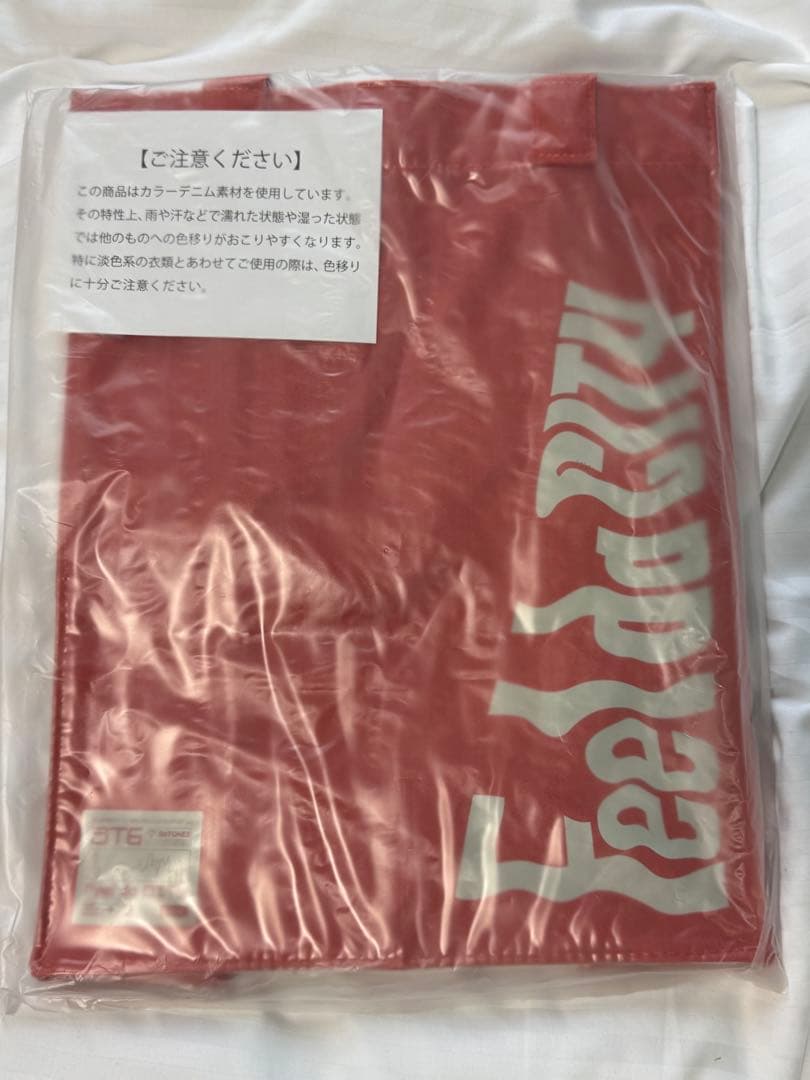 【ご注意ください】
この商品はカラーデニム素材を使用しています。
その特性上、雨や汗などで濡れた状態や湿った状態
では他のものへの色移りがおこりやすくなります。
特に淡色系の衣類とあわせてご使用の際は、色移り
に十分ご注意ください。
Feel da CITY